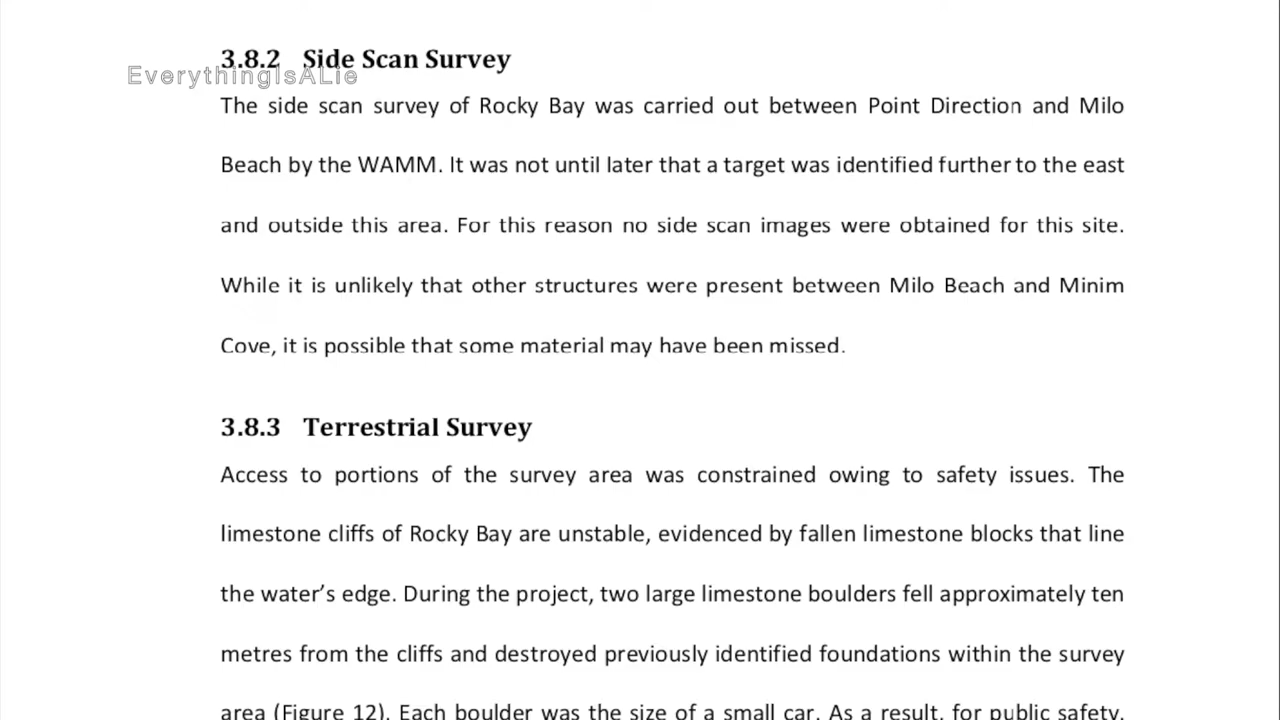 3.8.2 Side Scan Survey
EverythingIsALie
The side scan survey of Rocky Bay was carried out between Point Direction and Milo
Beach by the WAMM. It was not until later that a target was identified further to the east
and outside this area. For this reason no side scan images were obtained for this site.
While it is unlikely that other structures were present between Milo Beach and Minim
Cove, it is possible that some material may have been missed.
3.8.3 Terrestrial Survey
Access to portions of the survey area was constrained owing to safety issues. The
limestone cliffs of Rocky Bay are unstable, evidenced by fallen limestone blocks that line
the water’s edge. During the project, two large limestone boulders fell approximately ten
metres from the cliffs and destroyed previously identified foundations within the survey
area (Figure 12). Each boulder was the size of a small car. As a result, for public safety,